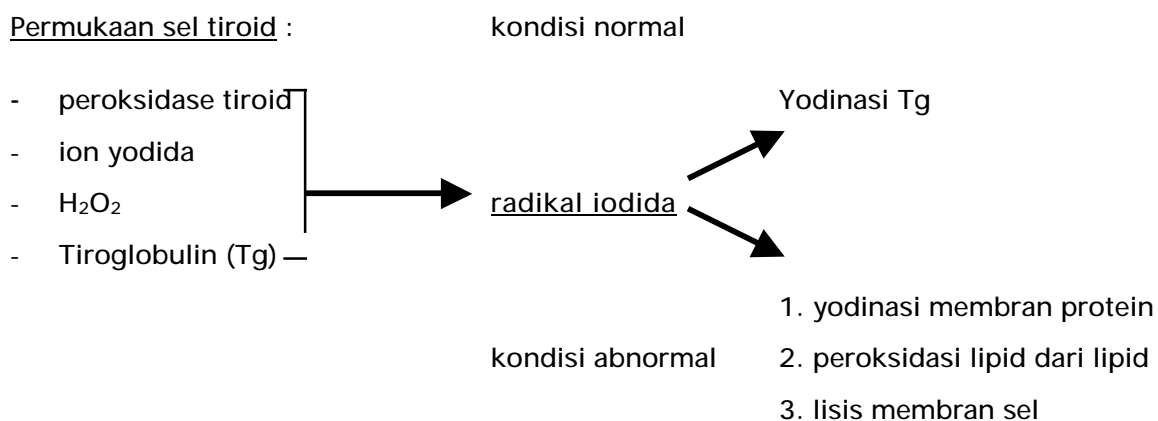 Permukaan sel tiroid : kondisi normal
- peroksidase tiroid Yodinasi Tg
- ion yodida
- H₂O₂ radikal iodida
- Tiroglobulin (Tg)
1. yodinasi membran protein
kondisi abnormal 2. peroksidasi lipid dari lipid
3. lisis membran sel